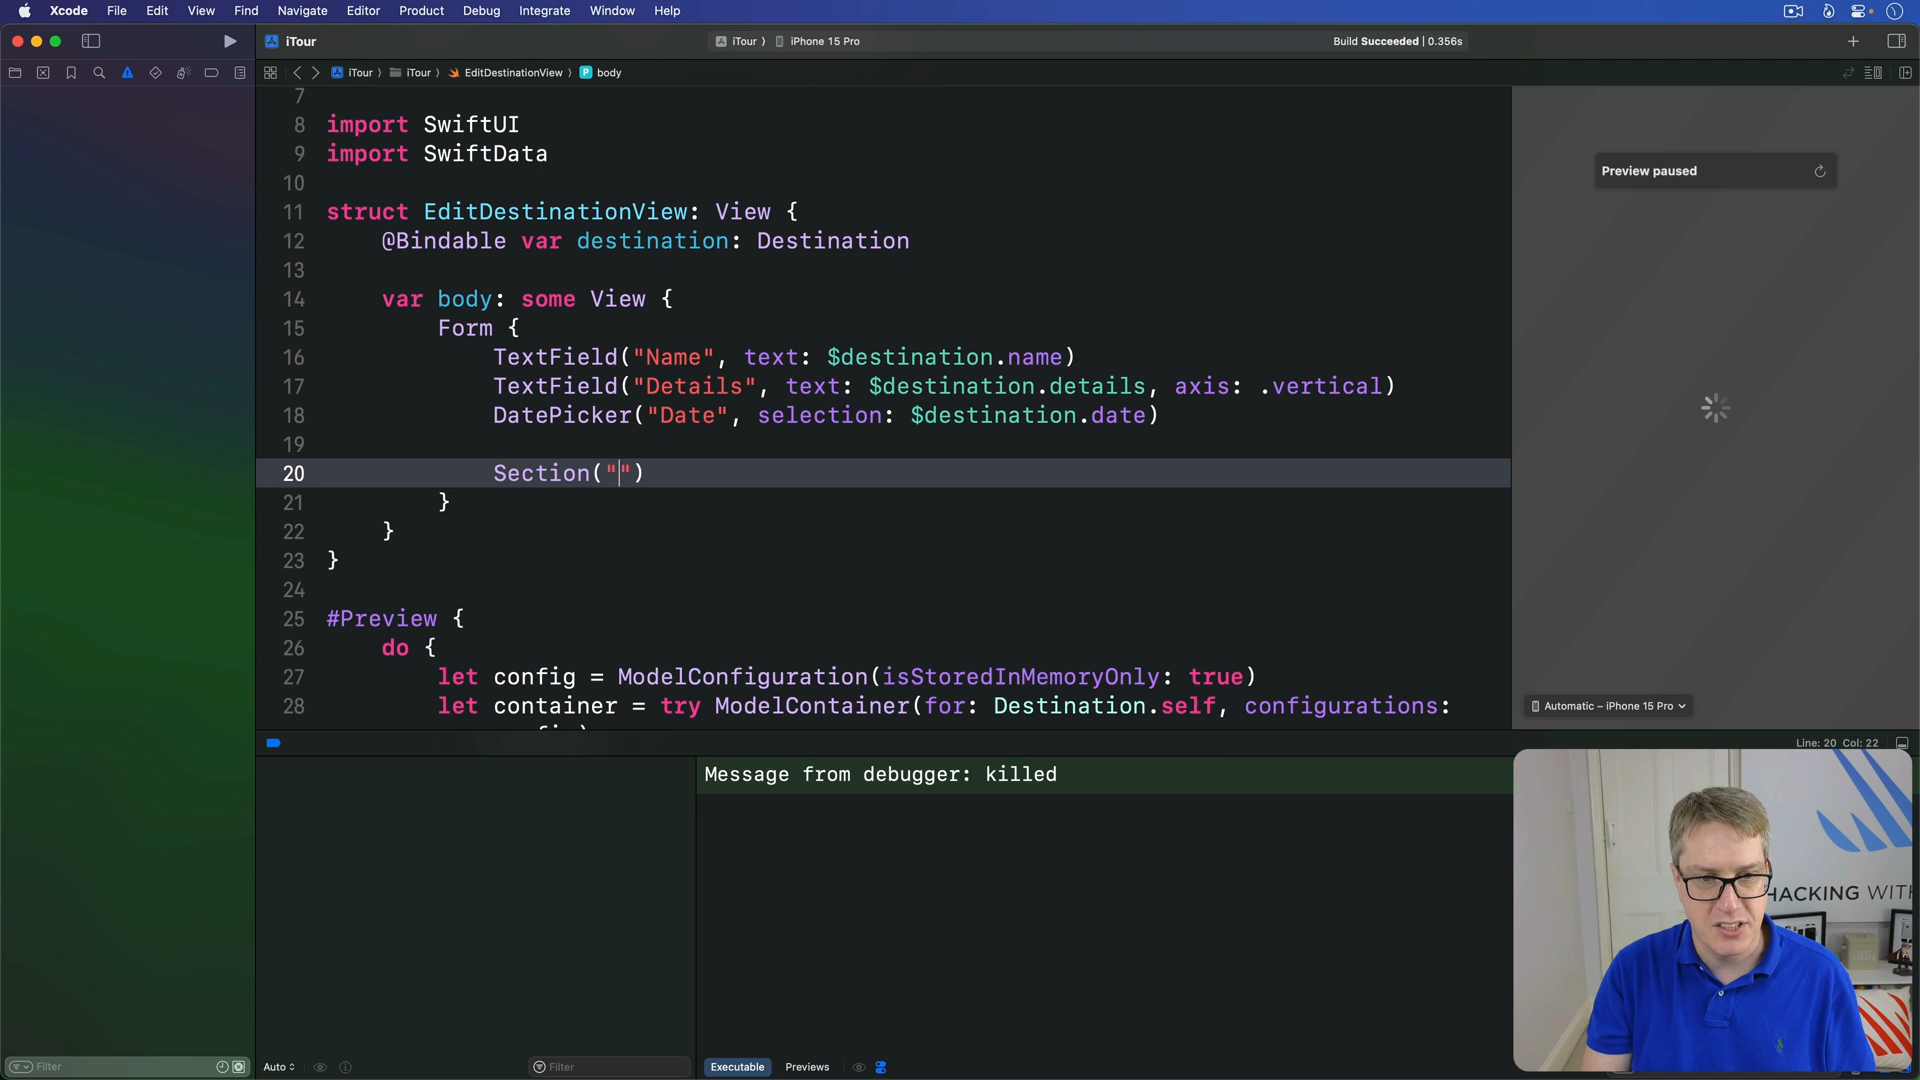 Xcode File Edit View Find Navigate Editor Product Debug Integrate Window Help
iTour
iTour 〉 iPhone 15 Pro
Build Succeeded | 0.356s
iTour 〉 iTour 〉 EditDestinationView 〉 P body
7
8 import SwiftUI
9 import SwiftData
10
11 struct EditDestinationView: View {
12 @Bindable var destination: Destination
13
14 var body: some View {
15 Form {
16 TextField("Name", text: $destination.name)
17 TextField("Details", text: $destination.details, axis: .vertical)
18 DatePicker("Date", selection: $destination.date)
19
20 Section("")
21 }
22 }
23 }
24
25 #Preview {
26 do {
27 let config = ModelConfiguration(isStoredInMemoryOnly: true)
28 let container = try ModelContainer(for: Destination.self, configurations:
Preview paused
Automatic – iPhone 15 Pro
Line: 20 Col: 22
Message from debugger: killed
HACKING WITH
Filter
Auto
Filter
Executable Previews